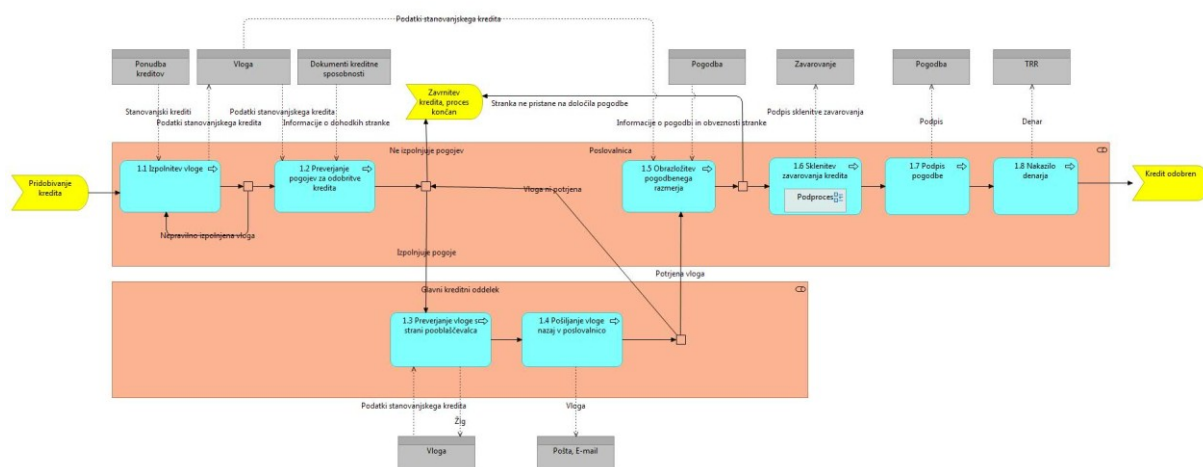 Podatki stanovanjskega kredita
Ponudba
kreditov
Vloga
Dokumenti kreditne
sposobnosti
Pogodba
Zavarovanje
Pogodba
TRR
Zavrnitev
kredita, proces
končan
Stranka ne pristane na določila pogodbe
Stanovanjski krediti
Podatki stanovanjskega kredita
Podatki stanovanjskega kredita
Informacije o dohodkih stranke
Informacije o pogodbi in obveznosti stranke
Podpis sklenitve zavarovanja
Podpis
Denar
Ne izpolnjuje pogojev
Poslovalnica
Pridobivanje
kredita
1.1 Izpolnitev vloge
1.2 Preverjanje
pogojev za odobritve
kredita
Vloga ni potrjena
1.5 Obrazložitev
pogodbenega
razmerja
1.6 Sklenitev
zavarovanja kredita
Podproces
1.7 Podpis
pogodbe
1.8 Nakazilo
denarja
Kredit odobren
Nepravilno izpolnjena vloga
Izpolnjuje pogoje
Potrjena vloga
Glavni kreditni oddelek
1.3 Preverjanje vloge s
strani pooblaščevalca
1.4 Pošiljanje vloge
nazaj v poslovalnico
Podatki stanovanjskega kredita
Žig
Vloga
Vloga
Pošta, E-mail